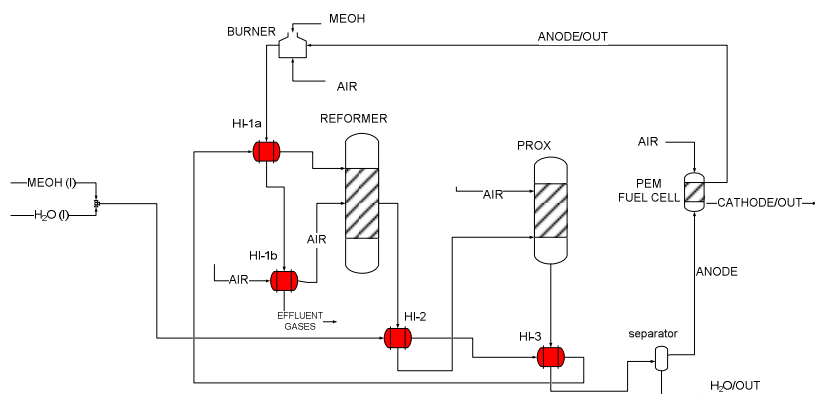 MEOH
BURNER
ANODE/OUT
AIR
REFORMER
HI-1a
PROX
AIR
MEOH (l)
AIR
PEM
FUEL CELL
CATHODE/OUT
H₂O (l)
AIR
HI-1b
AIR
ANODE
EFFLUENT
GASES
HI-2
HI-3
separator
H₂O/OUT